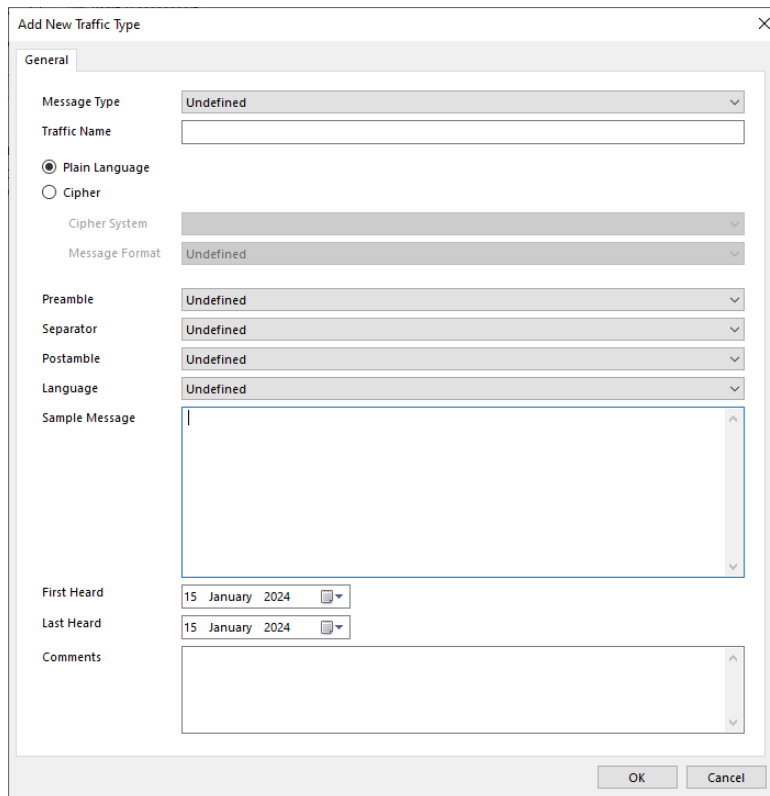 Add New Traffic Type
General
Message Type Undefined
Traffic Name
Plain Language
Cipher
Cipher System
Message Format Undefined
Preamble Undefined
Separator Undefined
Postamble Undefined
Language Undefined
Sample Message
First Heard 15 January 2024
Last Heard 15 January 2024
Comments
OK Cancel